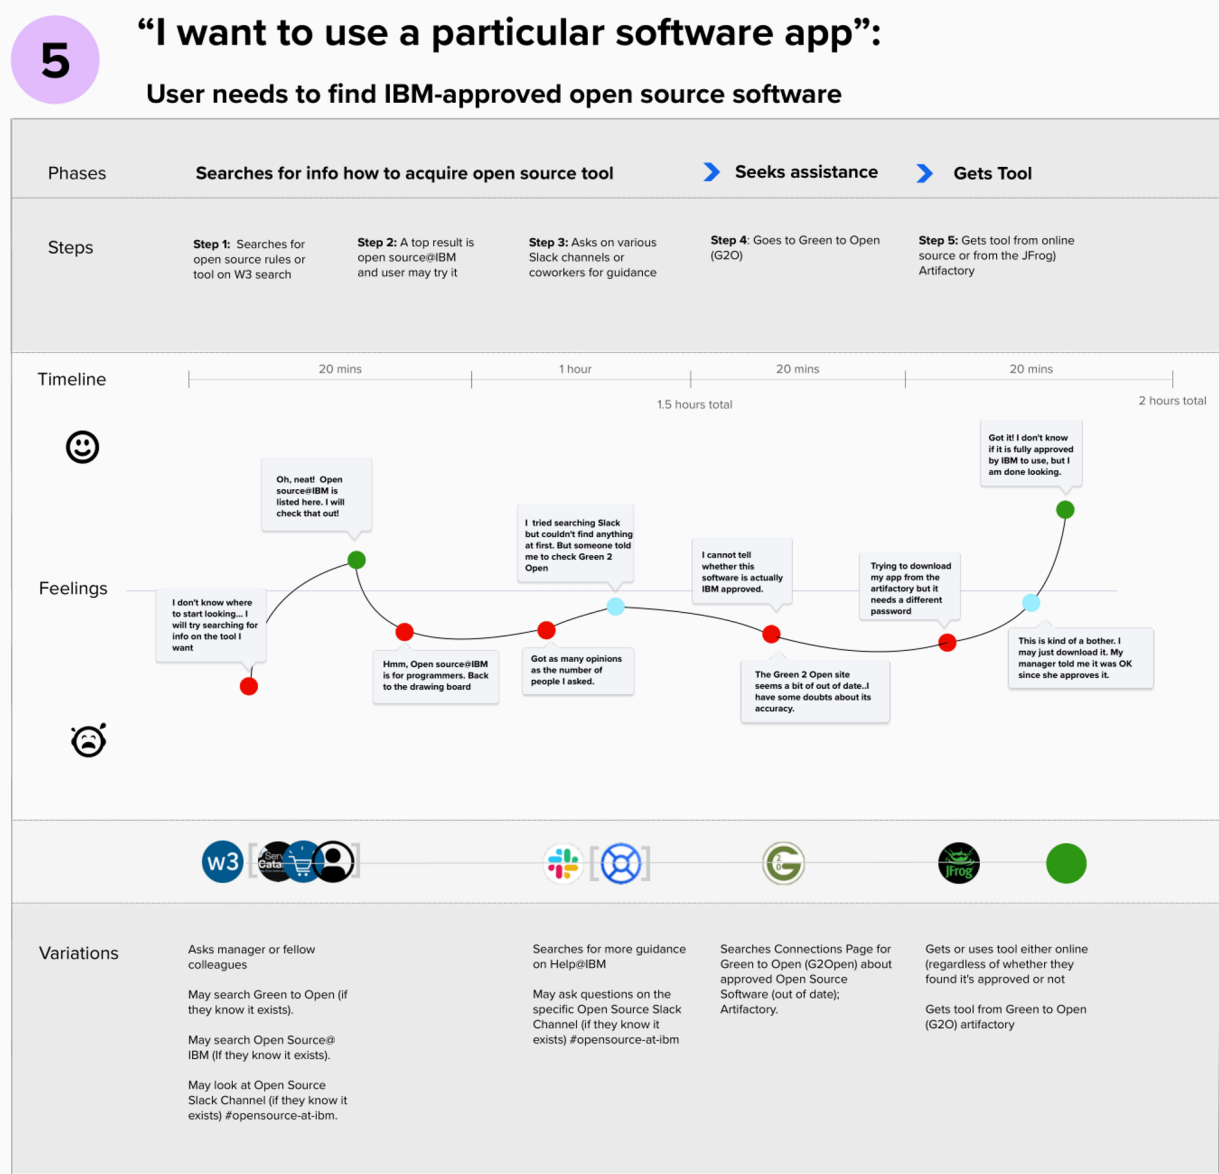 5
“I want to use a particular software app”:
User needs to find IBM-approved open source software
Phases
Searches for info how to acquire open source tool
Seeks assistance
Gets Tool
Steps
Step 1:  Searches for
open source rules or
tool on W3 search
Step 2: A top result is
open source@IBM
and user may try it
Step 3: Asks on various
Slack channels or
coworkers for guidance
Step 4: Goes to Green to Open
(G2O)
Step 5: Gets tool from online
source or from the JFrog)
Artifactory
Timeline
20 mins
1 hour
20 mins
20 mins
1.5 hours total
2 hours total
Feelings
I don't know where
to start looking... I
will try searching for
info on the tool I
want
Oh, neat!  Open
source@IBM is
listed here. I will
check that out!
Hmm, Open source@IBM
is for programmers. Back
to the drawing board
Got as many opinions
as the number of
people I asked.
I  tried searching Slack
but couldn't find anything
at first. But someone told
me to check Green 2
Open
I cannot tell
whether this
software is actually
IBM approved.
The Green 2 Open site
seems a bit of out of date..I
have some doubts about its
accuracy.
Trying to download
my app from the
artifactory but it
needs a different
password
This is kind of a bother. I
may just download it. My
manager told me it was OK
since she approves it.
Got it! I don't know
if it is fully approved
by IBM to use, but I
am done looking.
w3
Serv
Cata
G
2
O
JFrog
Variations
Asks manager or fellow
colleagues
May search Green to Open (if
they know it exists).
May search Open Source@
IBM (If they know it exists).
May look at Open Source
Slack Channel (if they know it
exists) #opensource-at-ibm.
Searches for more guidance
on Help@IBM
May ask questions on the
specific Open Source Slack
Channel (if they know it
exists) #opensource-at-ibm
Searches Connections Page for
Green to Open (G2Open) about
approved Open Source
Software (out of date);
Artifactory.
Gets or uses tool either online
(regardless of whether they
found it's approved or not
Gets tool from Green to Open
(G2O) artifactory